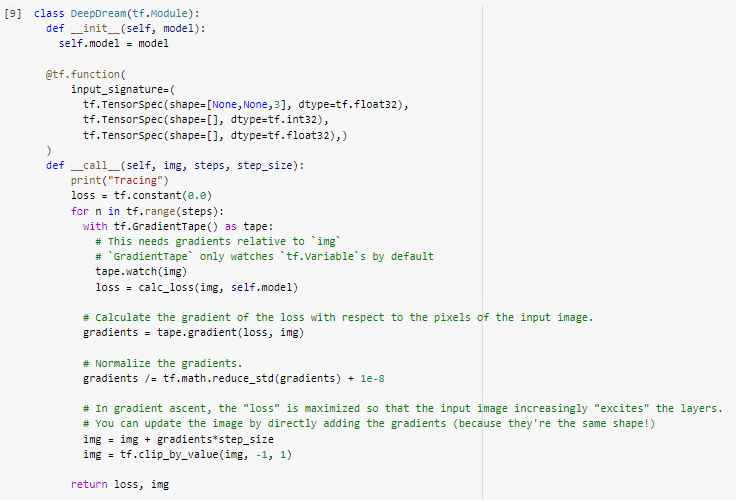 [9] class DeepDream(tf.Module):
  def __init__(self, model):
    self.model = model

  @tf.function(
      input_signature=(
        tf.TensorSpec(shape=[None,None,3], dtype=tf.float32),
        tf.TensorSpec(shape=[], dtype=tf.int32),
        tf.TensorSpec(shape=[], dtype=tf.float32),)
  )
  def __call__(self, img, steps, step_size):
      print("Tracing")
      loss = tf.constant(0.0)
      for n in tf.range(steps):
        with tf.GradientTape() as tape:
          # This needs gradients relative to `img`
          # `GradientTape` only watches `tf.Variable`s by default
          tape.watch(img)
          loss = calc_loss(img, self.model)

        # Calculate the gradient of the loss with respect to the pixels of the input image.
        gradients = tape.gradient(loss, img)

        # Normalize the gradients.
        gradients /= tf.math.reduce_std(gradients) + 1e-8

        # In gradient ascent, the "loss" is maximized so that the input image increasingly "excites" the layers.
        # You can update the image by directly adding the gradients (because they're the same shape!)
        img = img + gradients*step_size
        img = tf.clip_by_value(img, -1, 1)

      return loss, img